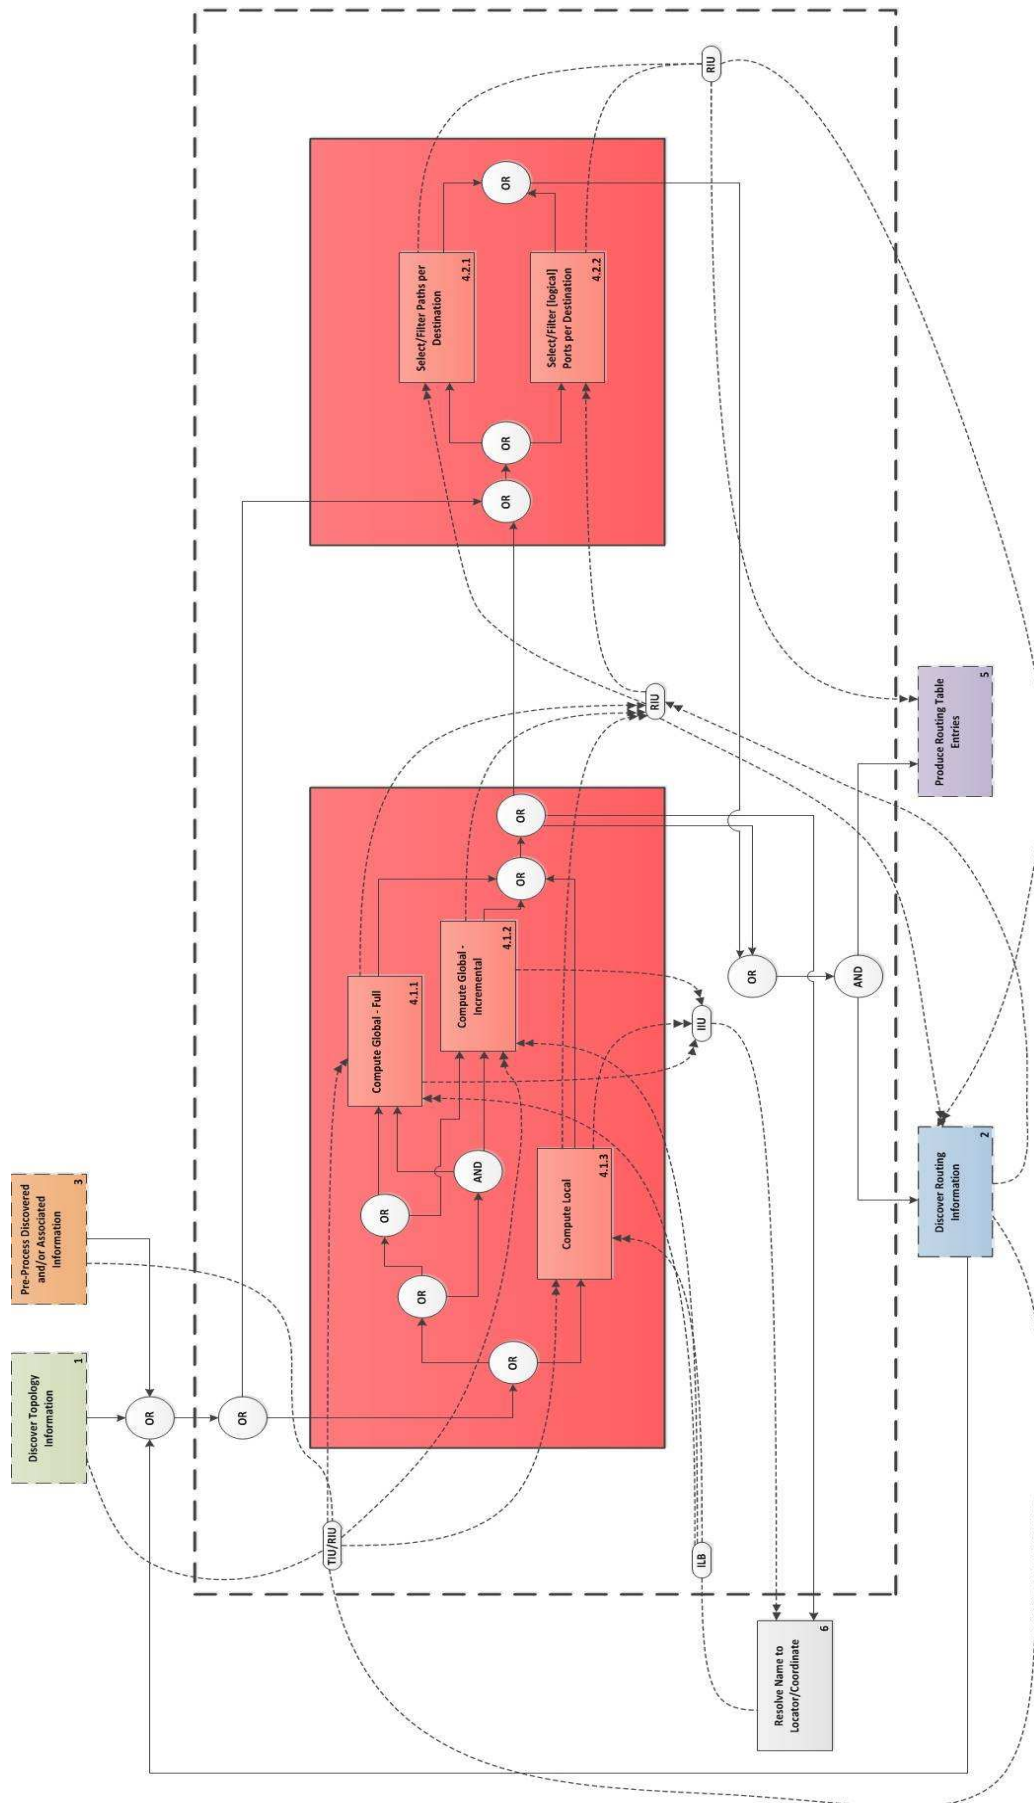 Discover Topology
Information
1
Pre-Process Discovered
and/or Associated
Information
3
OR
OR
TIU/RIU
OR
OR
OR
AND
Compute Global - Full
4.1.1
Compute Global -
Incremental
4.1.2
Compute Local
4.1.3
OR
OR
OR
OR
Select/Filter Paths per
Destination
4.2.1
Select/Filter [logical]
Ports per Destination
4.2.2
OR
RIU
ILB
IIU
RIU
OR
Resolve Name to
Locator/Coordinate
6
AND
Discover Routing
Information
2
Produce Routing Table
Entries
5